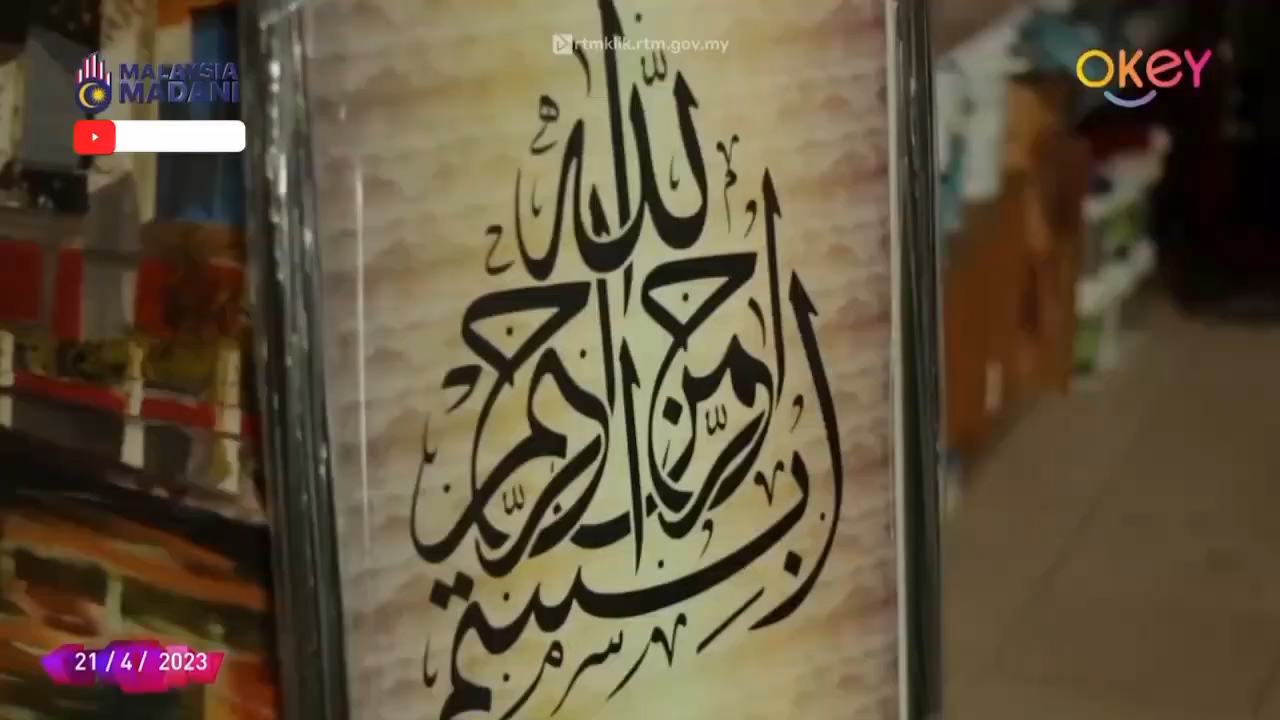 rtmklik.rtm.gov.my
MALAYSIA
MADANI
OKEY
بسم
الله
الرحمن
الرحيم
21/4/ 2023